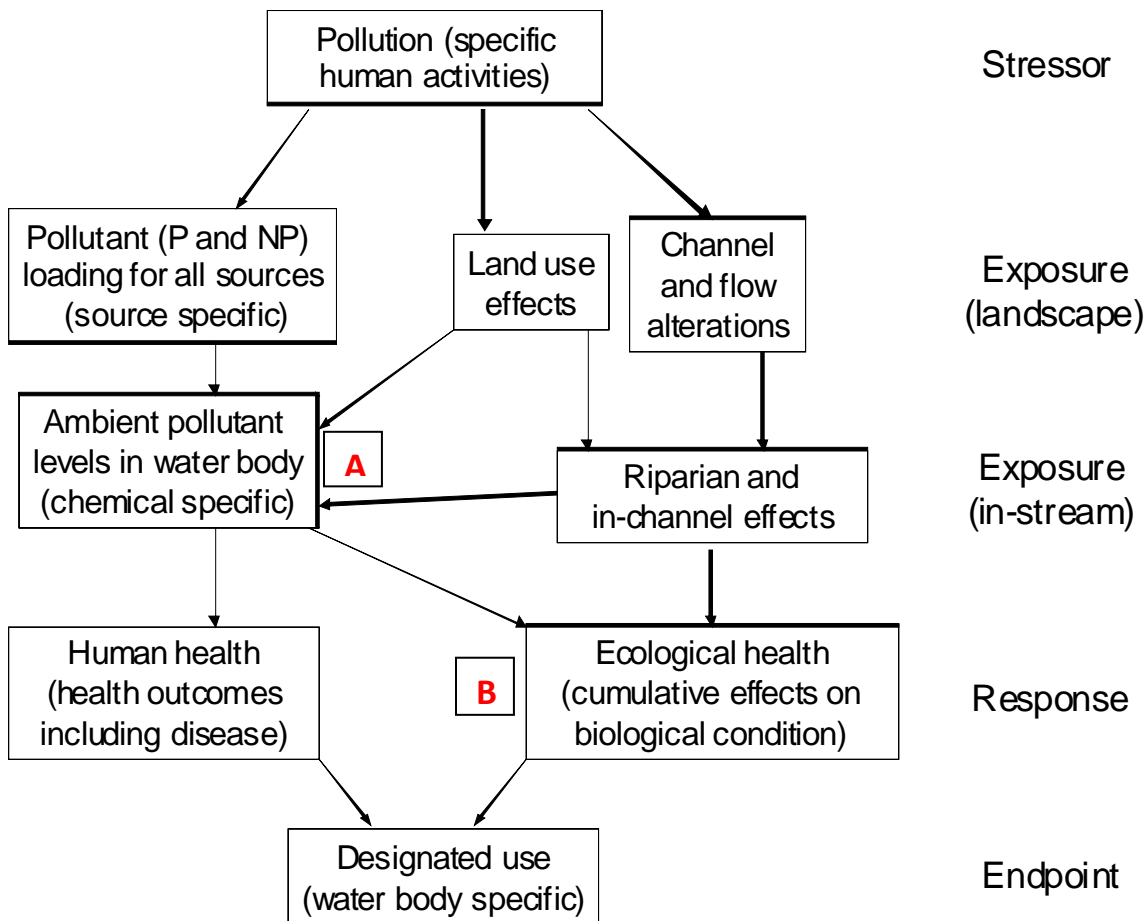 Pollution (specific
human activities)
Stressor
Pollutant (P and NP)
loading for all sources
(source specific)
Land use
effects
Channel
and flow
alterations
Exposure
(landscape)
Ambient pollutant
levels in water body
(chemical specific)
A
Riparian and
in-channel effects
Exposure
(in-stream)
Human health
(health outcomes
including disease)
B
Ecological health
(cumulative effects on
biological condition)
Response
Designated use
(water body specific)
Endpoint